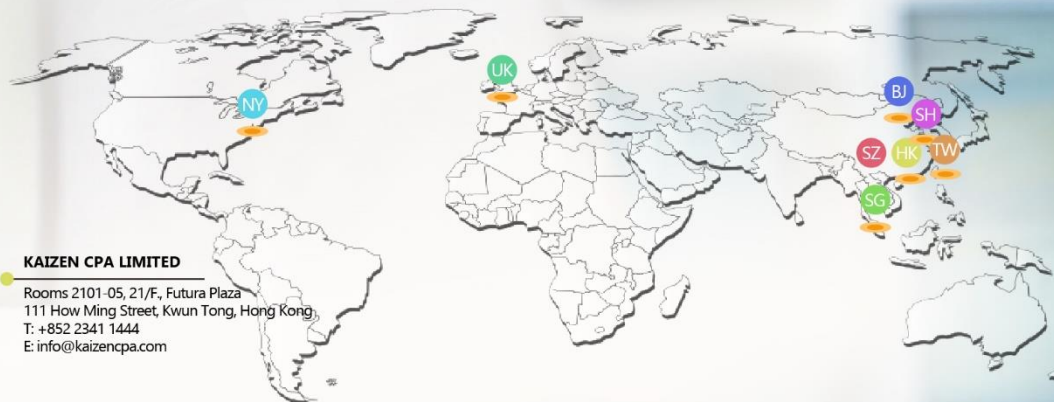 UK
NY
BJ
SH
SZ
HK
TW
SG
KAIZEN CPA LIMITED
Rooms 2101-05, 21/F., Futura Plaza
111 How Ming Street, Kwun Tong, Hong Kong
T: +852 2341 1444
E: info@kaizencpa.com